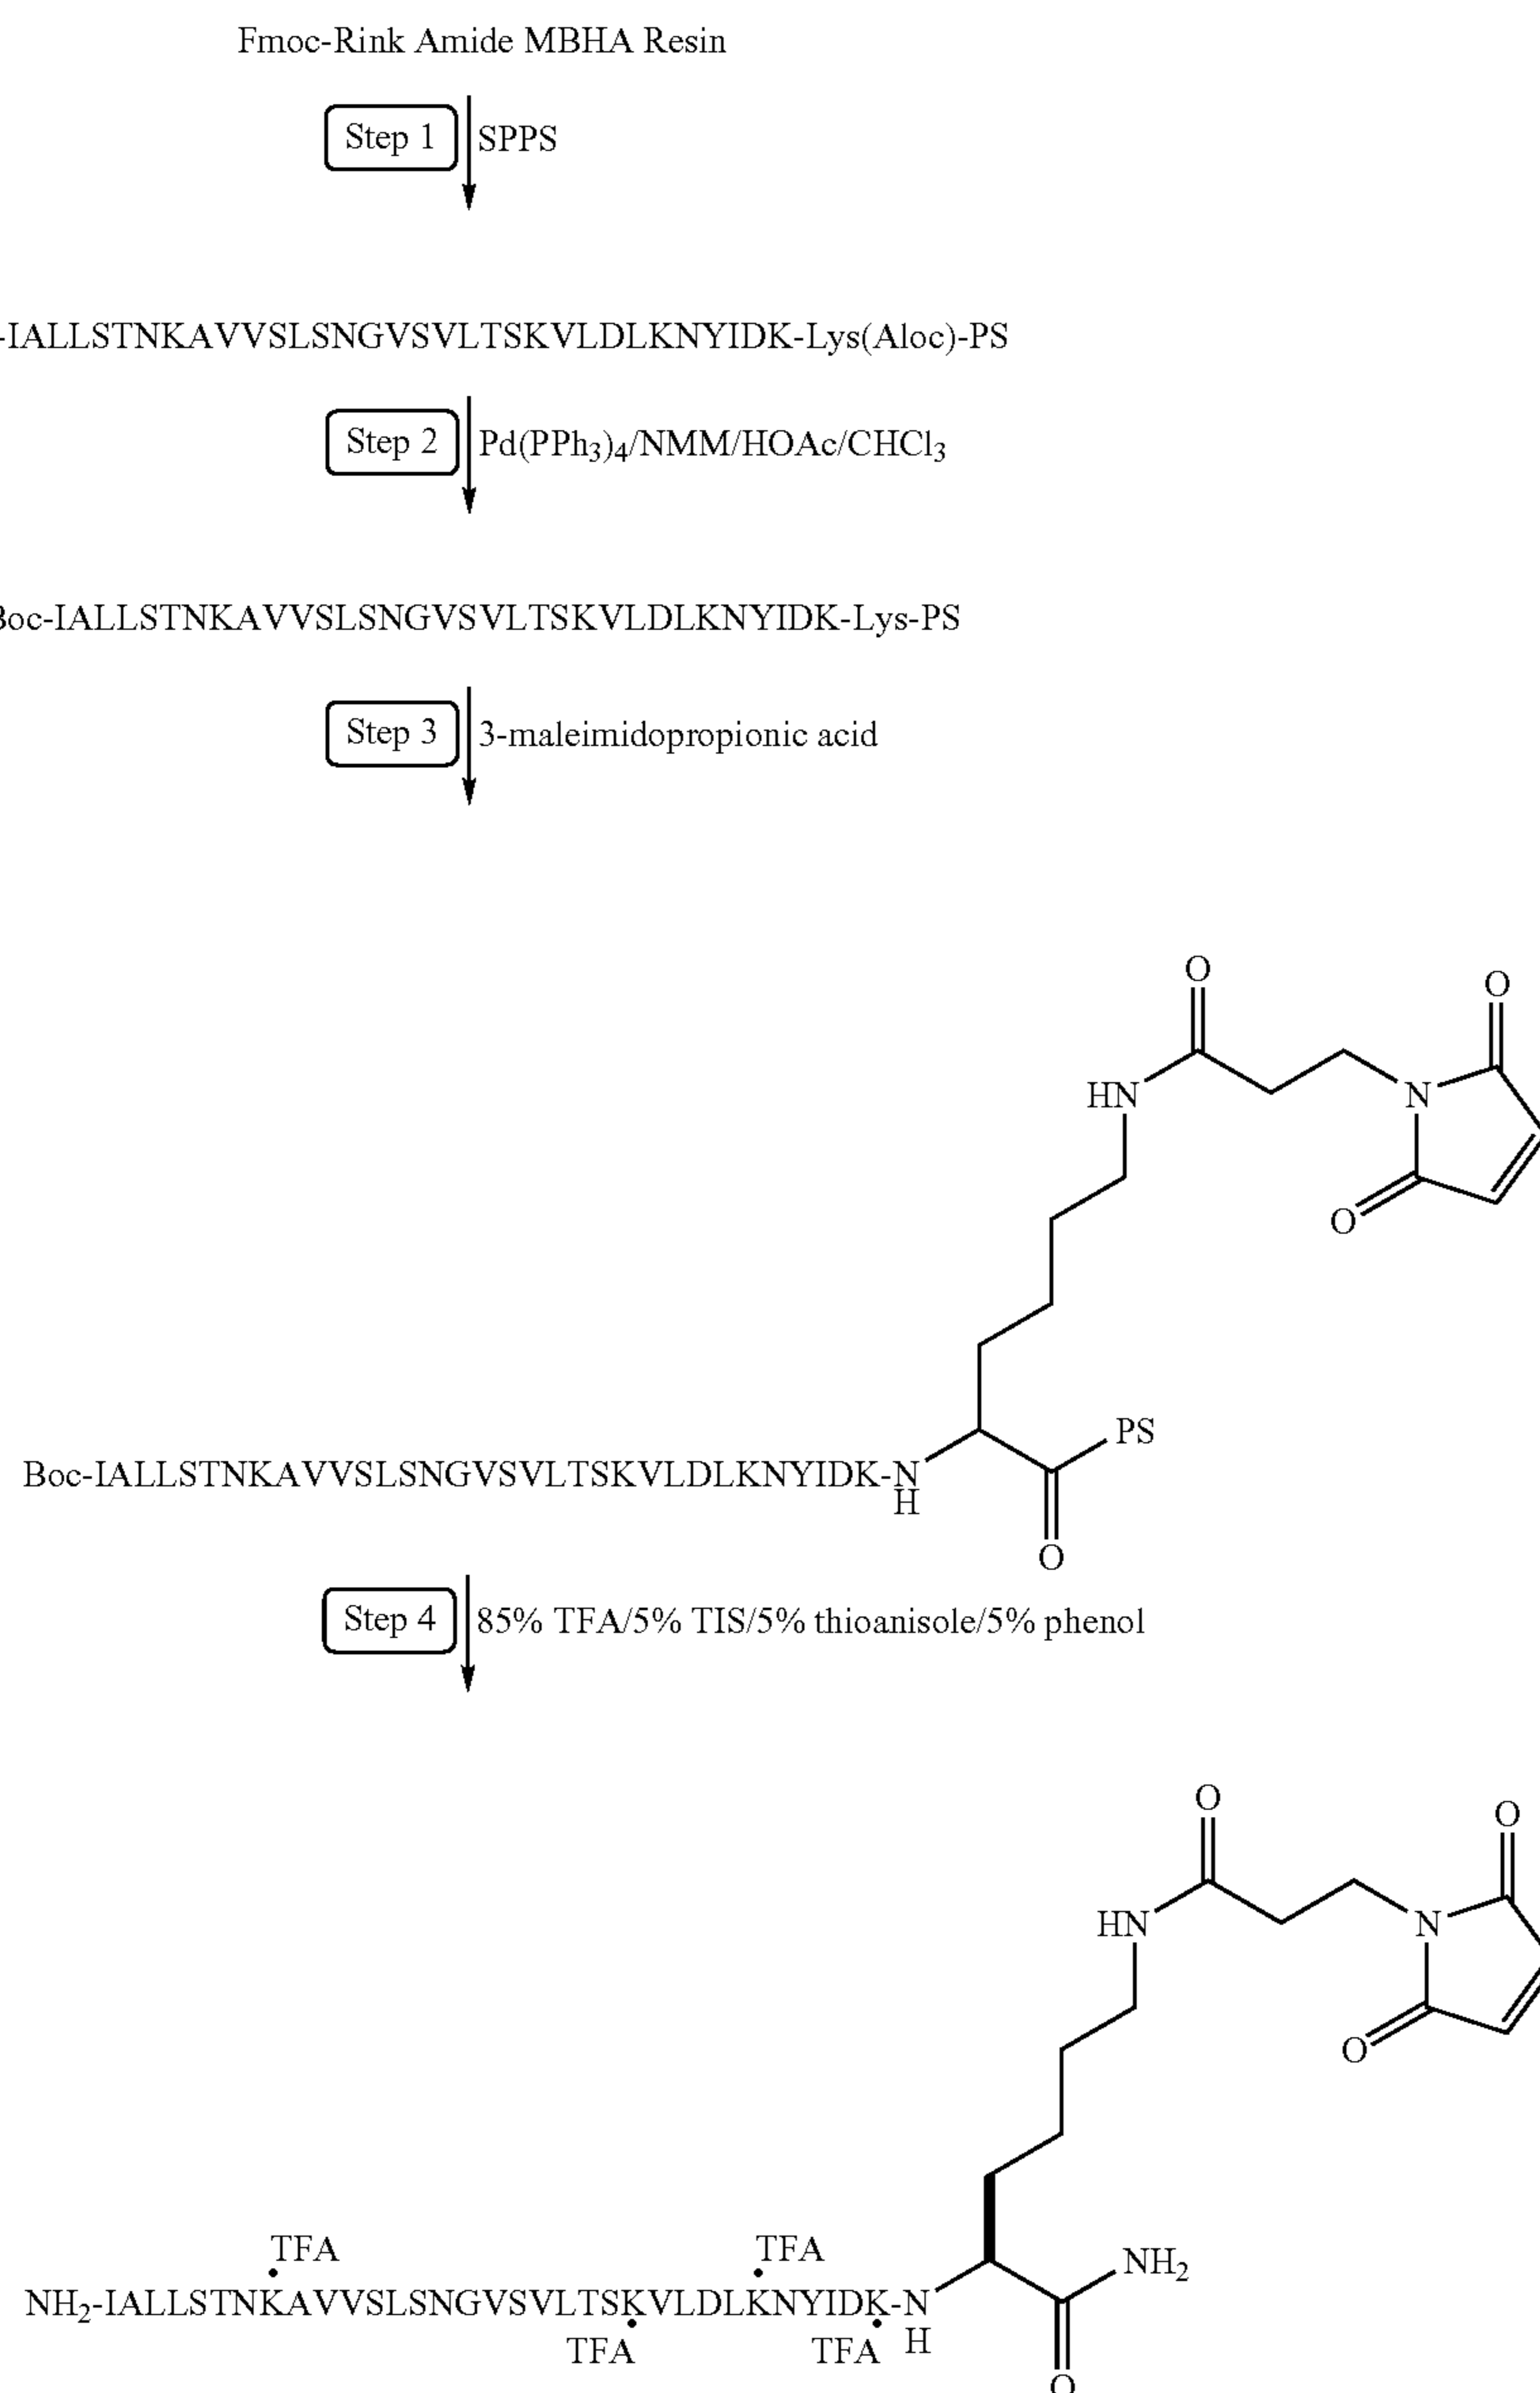 Fmoc-Rink Amide MBHA Resin
Step 1 SPPS
-IALLSTNKAVVSLSNGVSVLTSKVLDLKNYIDK-Lys(Aloc)-PS
Step 2 Pd(PPh3)4/NMM/HOAc/CHCl3
Boc-IALLSTNKAVVSLSNGVSVLTSKVLDLKNYIDK-Lys-PS
Step 3 3-maleimidopropionic acid
O
O
HN
N
O
PS
Boc-IALLSTNKAVVSLSNGVSVLTSKVLDLKNYIDK-N
H
O
Step 4 85% TFA/5% TIS/5% thioanisole/5% phenol
O
O
HN
N
O
TFA TFA
NH2
NH2-IALLSTNKAVVSLSNGVSVLTSKVLDLKNYIDK-N
H
TFA TFA
O